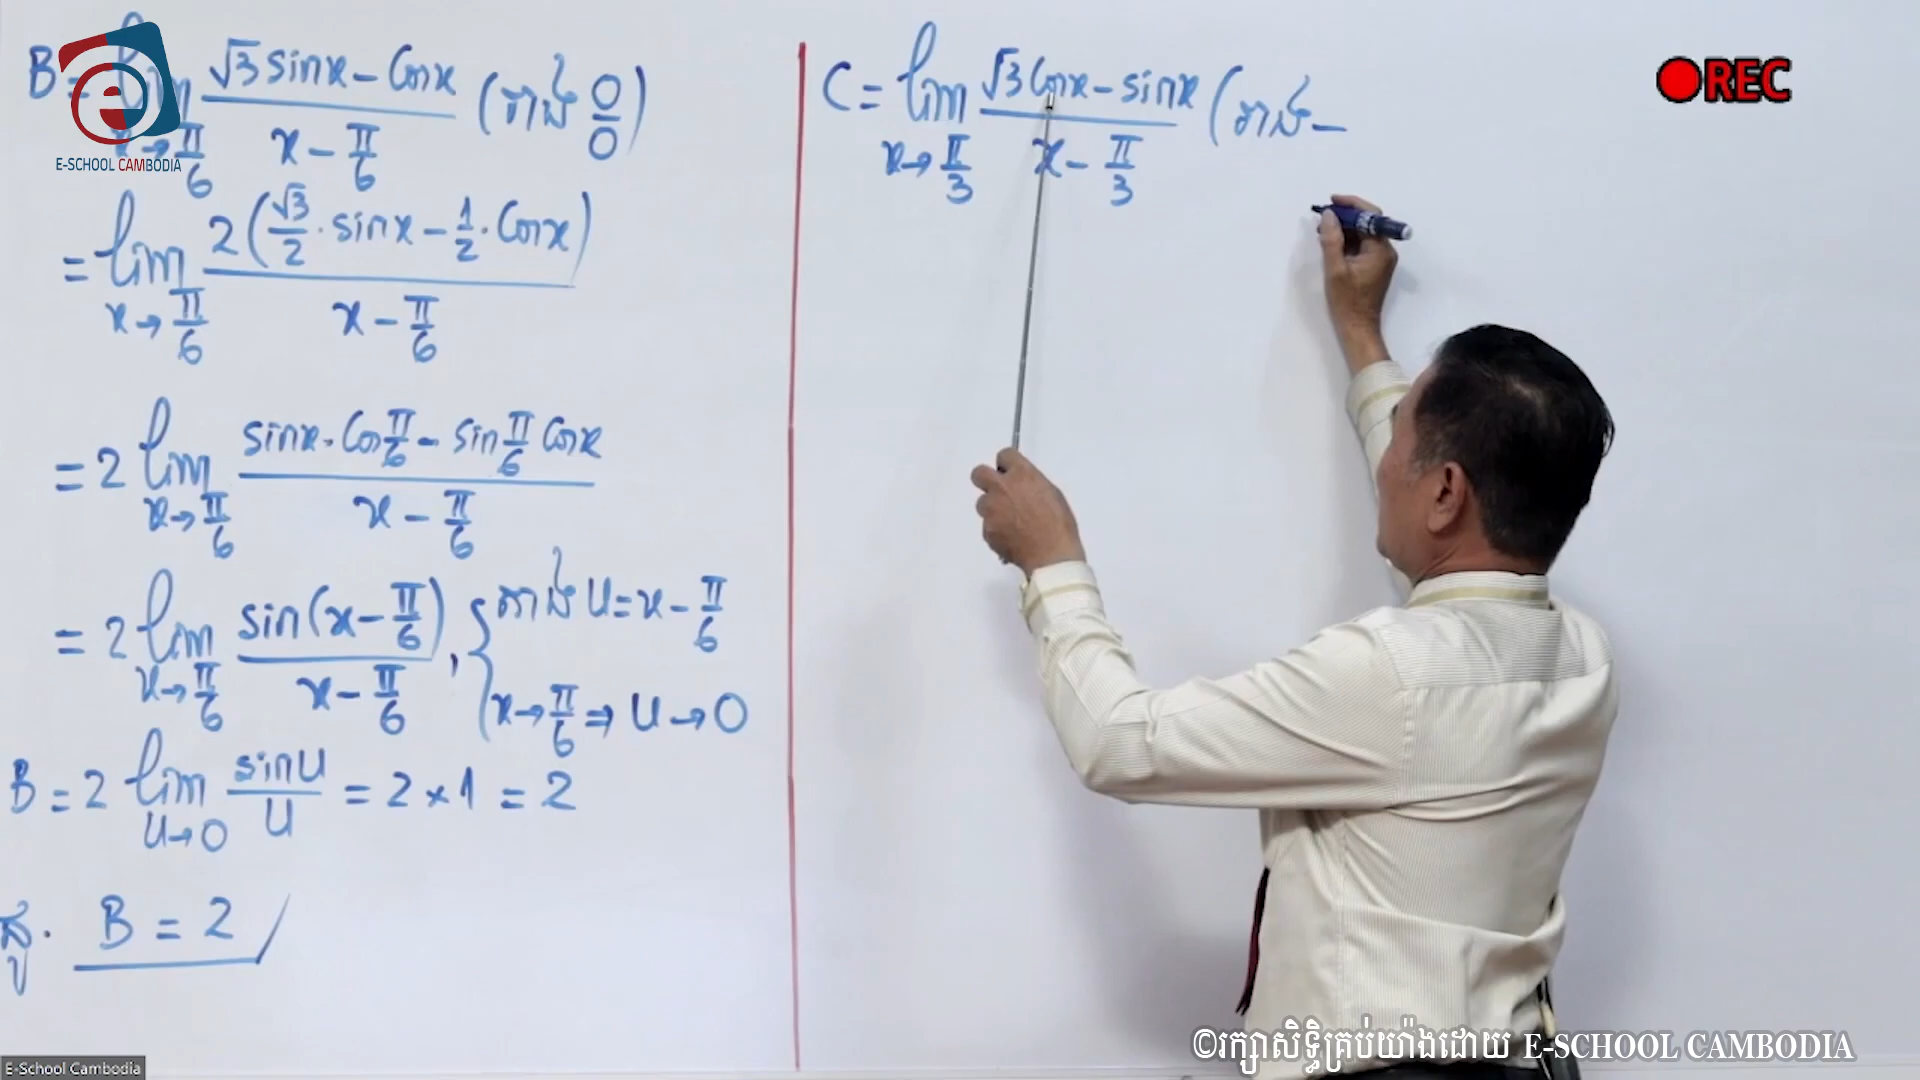 B = lim x→π/6 (√3 sinx − Cosx)/(x − π/6) (រាង 0/0)
= lim x→π/6 2(√3/2 · sinx − 1/2 · Cosx)/(x − π/6)
= 2 lim x→π/6 (sinx · Cos π/6 − sin π/6 Cosx)/(x − π/6)
= 2 lim x→π/6 sin(x − π/6)/(x − π/6) , { តាង U = x − π/6
x→π/6 ⇒ U→0
B = 2 lim U→0 sinU/U = 2 × 1 = 2
ដូ. B = 2
C = lim x→π/3 (√3 Cosx − sinx)/(x − π/3) (រាង —
E-SCHOOL CAMBODIA
REC
E-School Cambodia
©រក្សាសិទ្ធិគ្រប់យ៉ាងដោយ E-SCHOOL CAMBODIA